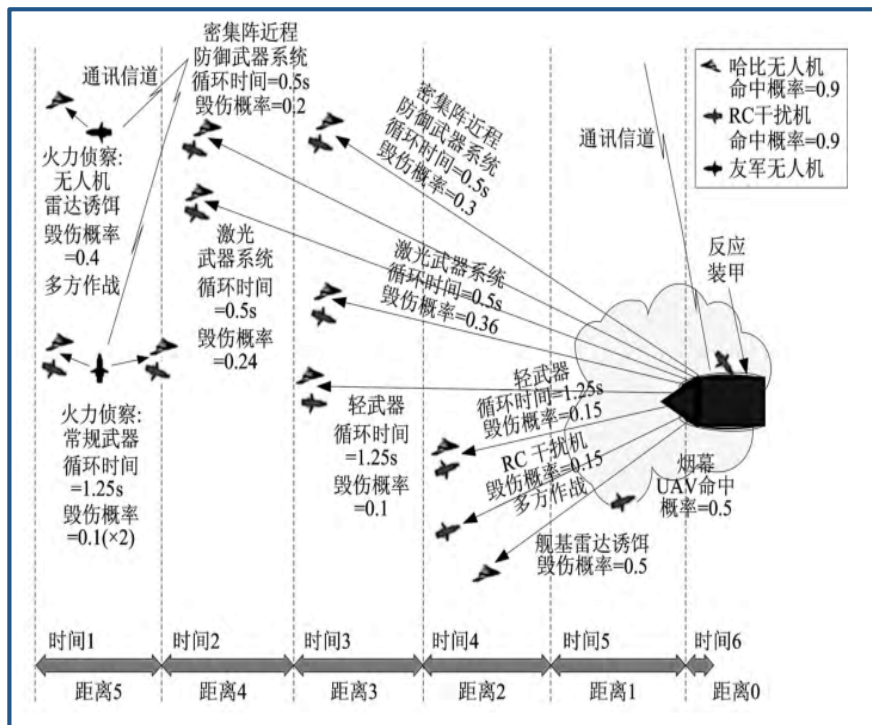 通讯信道
密集阵近程
防御武器系统
循环时间=0.5s
毁伤概率=0.2
火力侦察:
无人机
雷达诱饵
毁伤概率
=0.4
多方作战
火力侦察:
常规武器
循环时间
=1.25s
毁伤概率
=0.1(×2)
激光
武器系统
循环时间
=0.5s
毁伤概率
=0.24
密集阵近程
防御武器系统
循环时间=0.5s
毁伤概率=0.3
激光武器系统
循环时间=0.5s
毁伤概率=0.36
轻武器
循环时间
=1.25s
毁伤概率
=0.1
轻武器
循环时间=1.25s
毁伤概率=0.15
RC 干扰机
毁伤概率=0.15
多方作战
舰基雷达诱饵
毁伤概率=0.5
通讯信道
反应
装甲
烟幕
UAV命中
概率=0.5
哈比无人机
命中概率=0.9
RC干扰机
命中概率=0.9
友军无人机
时间1
时间2
时间3
时间4
时间5
时间6
距离5
距离4
距离3
距离2
距离1
距离0